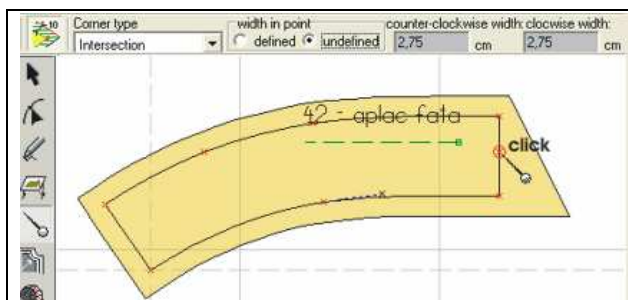 Corner type
width in point
counter-clockwise width:
clocwise width:
Intersection
defined
undefined
2,75
cm
2,75
cm
42 - aplac fata
click